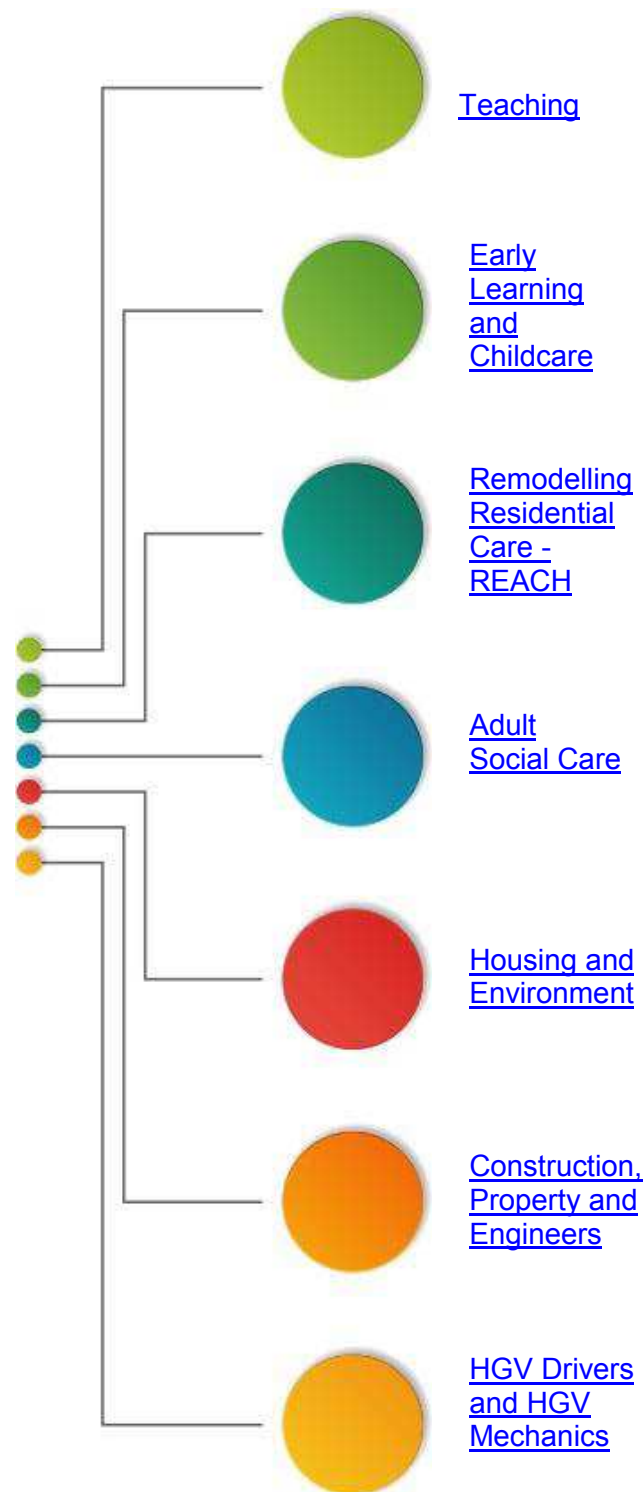 Teaching
Early
Learning
and
Childcare
Remodelling
Residential
Care -
REACH
Adult
Social Care
Housing and
Environment
Construction,
Property and
Engineers
HGV Drivers
and HGV
Mechanics